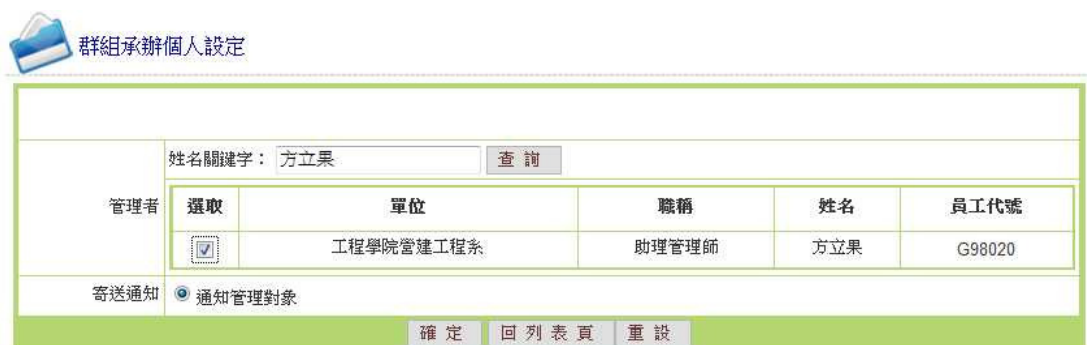 群組承辦個人設定
姓名關鍵字： 方立果 查 詢
管理者
選取 單位 職稱 姓名 員工代號
工程學院營建工程系 助理管理師 方立果 G98020
寄送通知 通知管理對象
確 定 回 列 表 頁 重 設